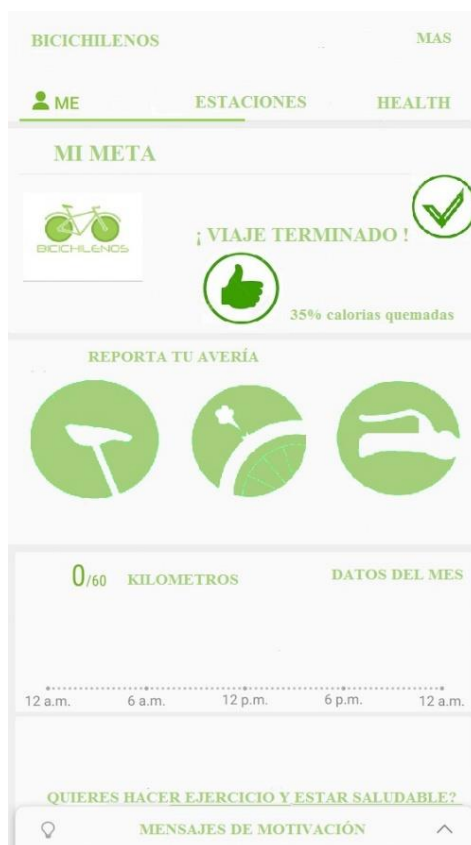 BICICHILENOS MAS
ME ESTACIONES HEALTH
MI META
BICICHILENOS
¡ VIAJE TERMINADO !
35% calorias quemadas
REPORTA TU AVERÍA
0/60 KILOMETROS DATOS DEL MES
12 a.m. 6 a.m. 12 p.m. 6 p.m. 12 a.m.
QUIERES HACER EJERCICIO Y ESTAR SALUDABLE?
MENSAJES DE MOTIVACIÓN